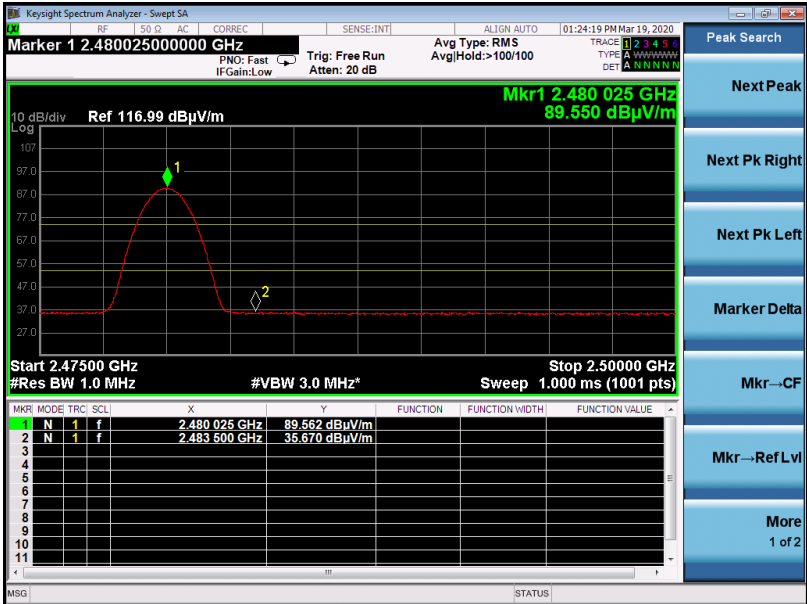 Keysight Spectrum Analyzer - Swept SA
LXI RF 50 Ω AC CORREC SENSE:INT ALIGN AUTO 01:24:19 PM Mar 19, 2020
Marker 1 2.480025000000 GHz
PNO: Fast
IFGain:Low
Trig: Free Run
Atten: 20 dB
Avg Type: RMS
Avg|Hold:>100/100
TRACE 1 2 3 4 5 6
TYPE A WWWWW
DET A N N N N N
Mkr1 2.480 025 GHz
89.550 dBµV/m
10 dB/div Ref 116.99 dBµV/m
Log
107
97.0
87.0
77.0
67.0
57.0
47.0
37.0
27.0
1
2
Start 2.47500 GHz Stop 2.50000 GHz
#Res BW 1.0 MHz #VBW 3.0 MHz* Sweep 1.000 ms (1001 pts)
MKR MODE TRC SCL X Y FUNCTION FUNCTION WIDTH FUNCTION VALUE
1 N 1 f 2.480 025 GHz 89.562 dBµV/m
2 N 1 f 2.483 500 GHz 35.670 dBµV/m
3
4
5
6
7
8
9
10
11
MSG STATUS
Peak Search
Next Peak
Next Pk Right
Next Pk Left
Marker Delta
Mkr→CF
Mkr→Ref Lvl
More
1 of 2